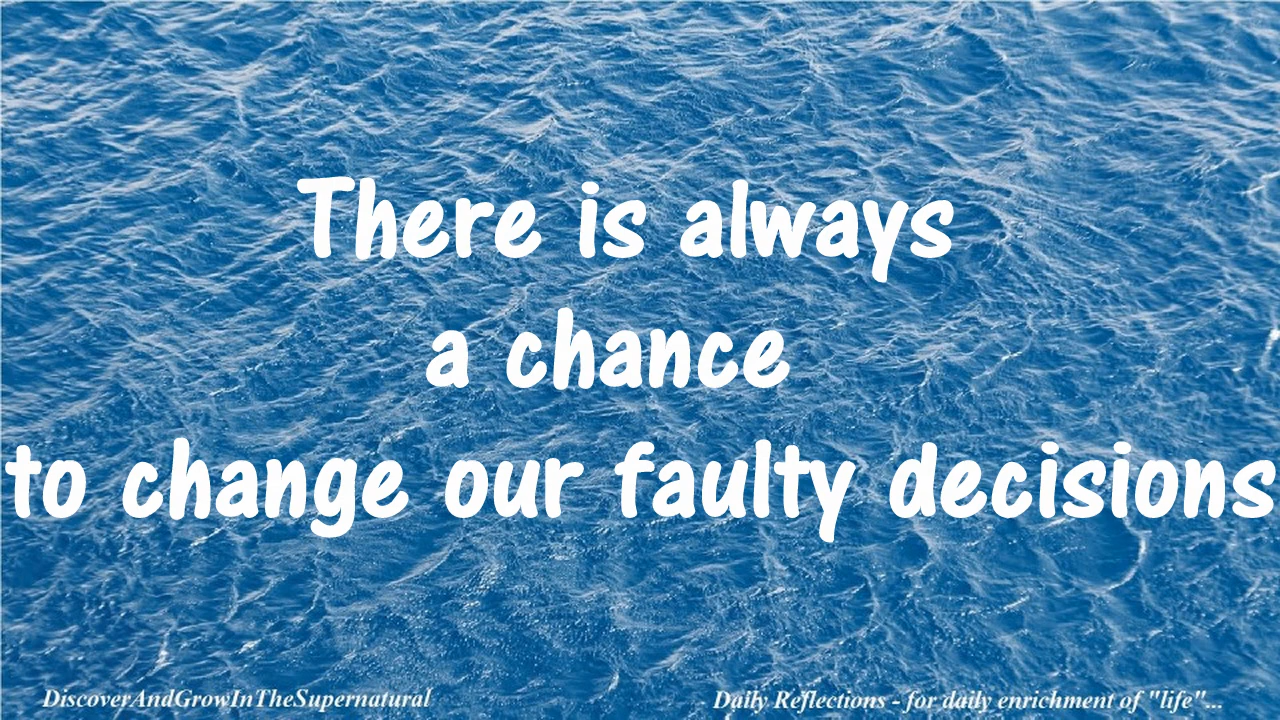 There is always
a chance
to change our faulty decisions
DiscoverAndGrowInTheSupernatural
Daily Reflections - for daily enrichment of "life"...